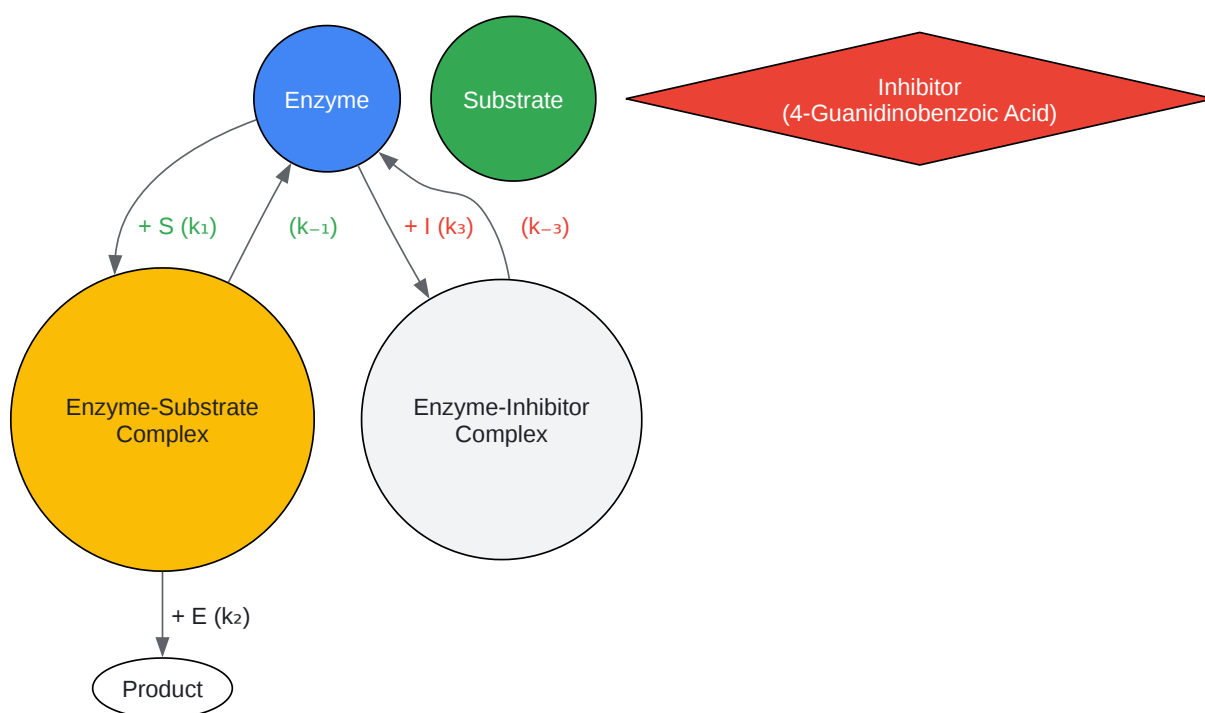 Enzyme
Substrate
Inhibitor
(4-Guanidinobenzoic Acid)
+ S (k₁)
(k₋₁)
+ I (k₃)
(k₋₃)
Enzyme-Substrate
Complex
Enzyme-Inhibitor
Complex
+ E (k₂)
Product